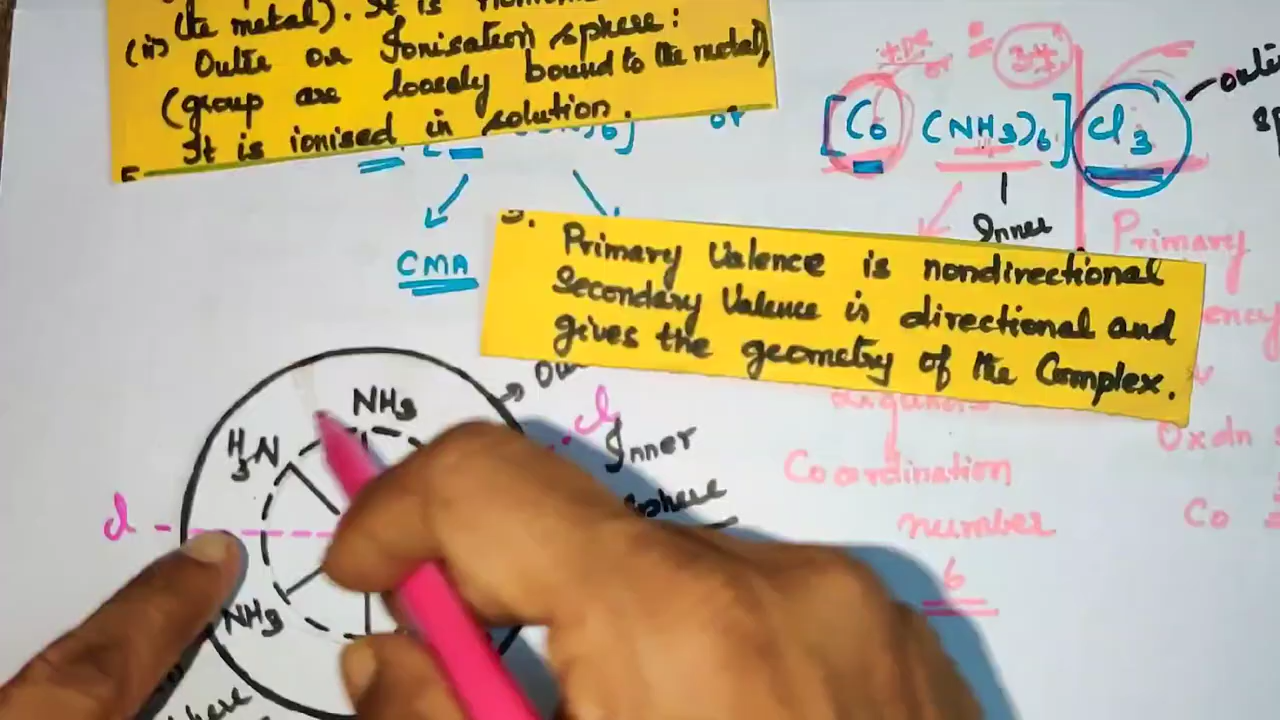 the metal). It is
(ii) Outer or Ionisation sphere:
(group are loosely bound to the metal),
It is ionised in solution.
or
[Co (NH3)6] Cl3
Inner
Primary
CMA
3. Primary Valence is nondirectional
Secondary Valence is directional and
gives the geometry of the Complex.
Coordination
number
6
Oxdn
Co
NH3
H3N
Cl
Inner
sphere
Cl
NH3